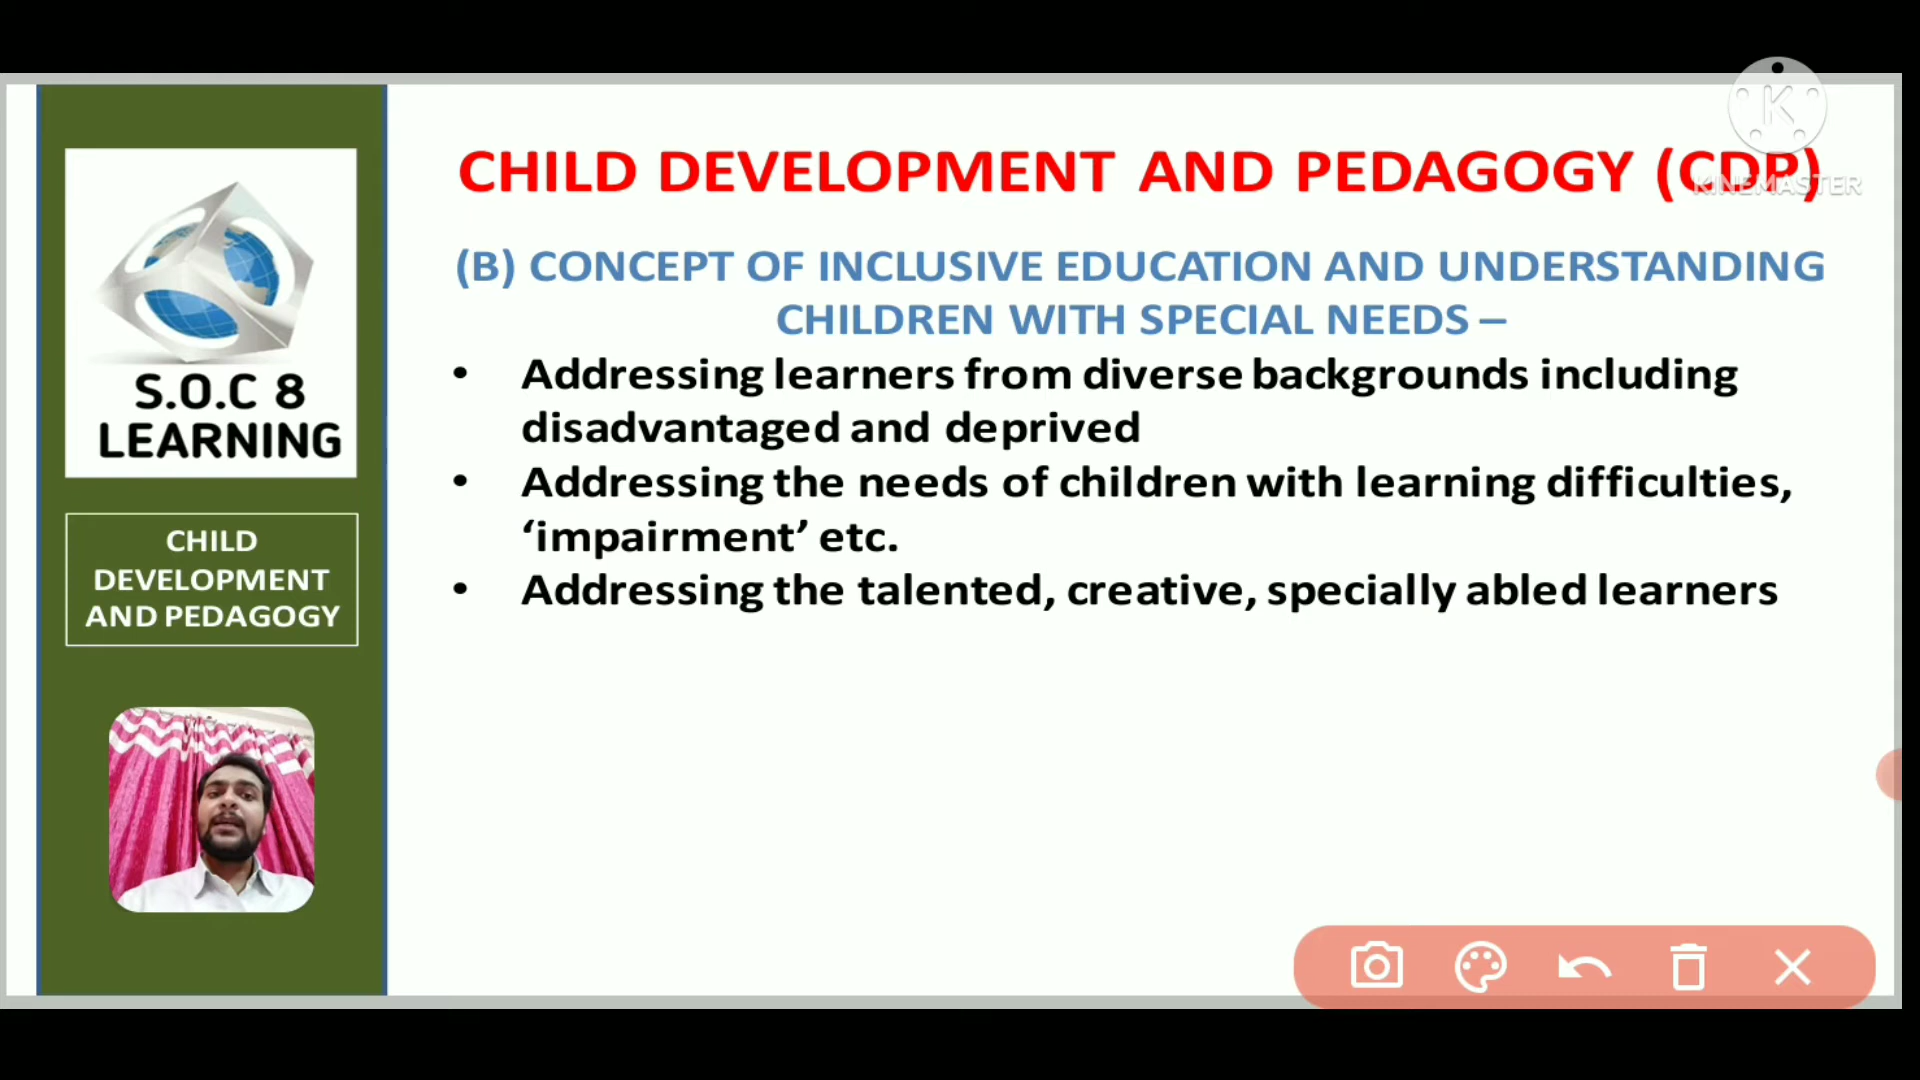 CHILD DEVELOPMENT AND PEDAGOGY (CDP)
KINEMASTER
(B) CONCEPT OF INCLUSIVE EDUCATION AND UNDERSTANDING
CHILDREN WITH SPECIAL NEEDS –
• Addressing learners from diverse backgrounds including
disadvantaged and deprived
• Addressing the needs of children with learning difficulties,
‘impairment’ etc.
• Addressing the talented, creative, specially abled learners
S.O.C 8
LEARNING
CHILD
DEVELOPMENT
AND PEDAGOGY